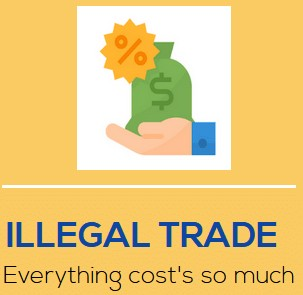 %
$
ILLEGAL TRADE
Everything cost's so much